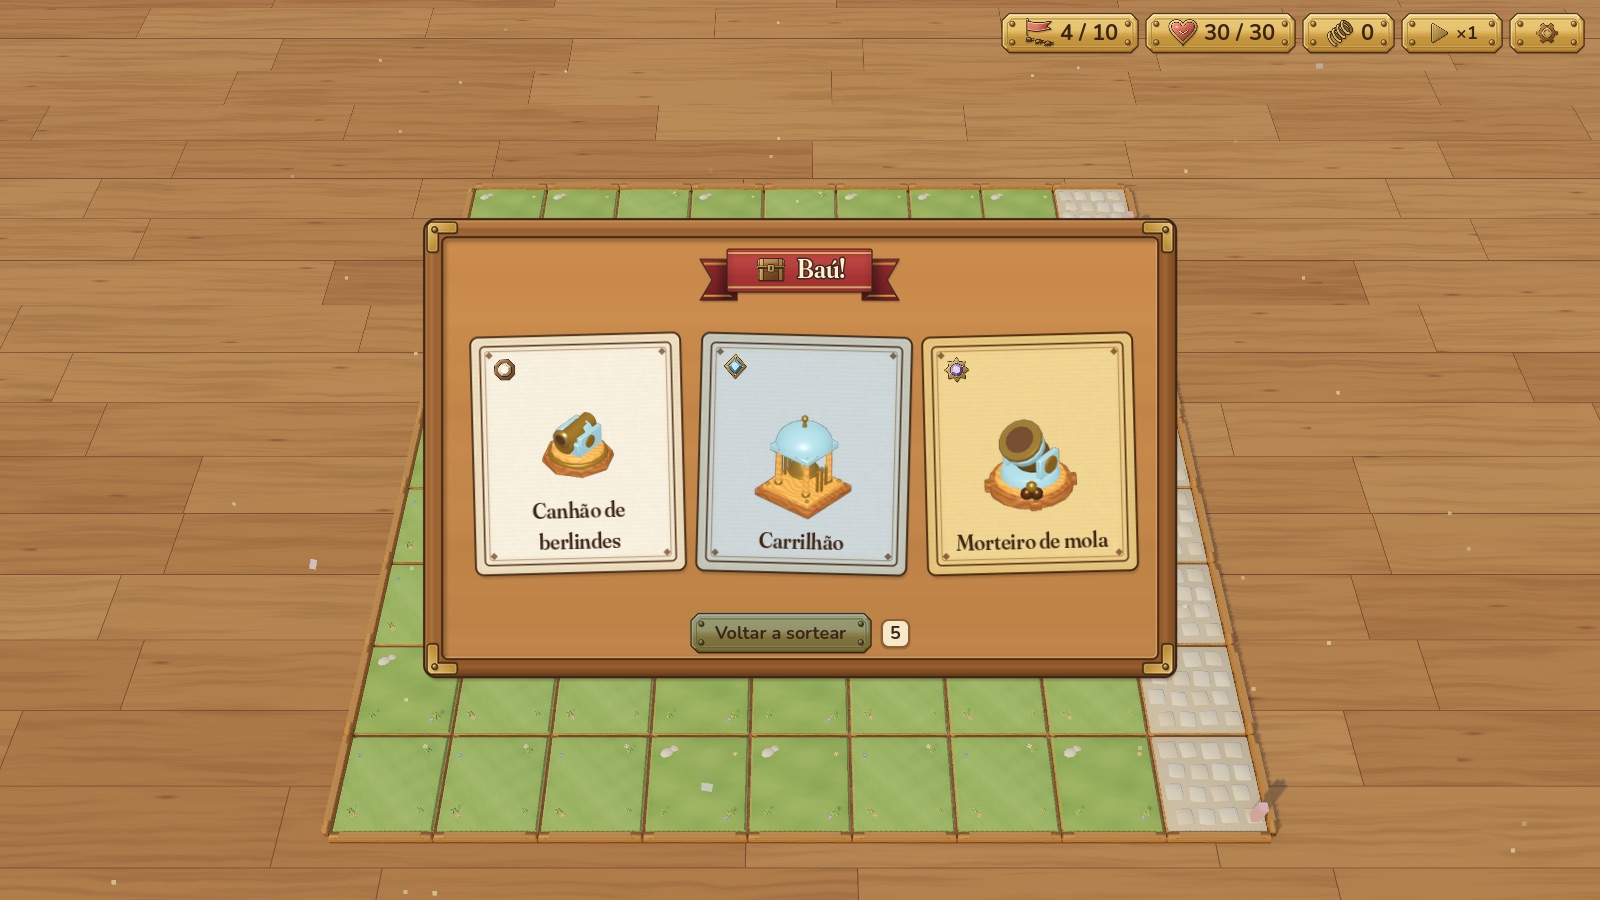 4 / 10
30 / 30
0
×1
Baú!
Canhão de
berlindes
Carrilhão
Morteiro de mola
Voltar a sortear
5